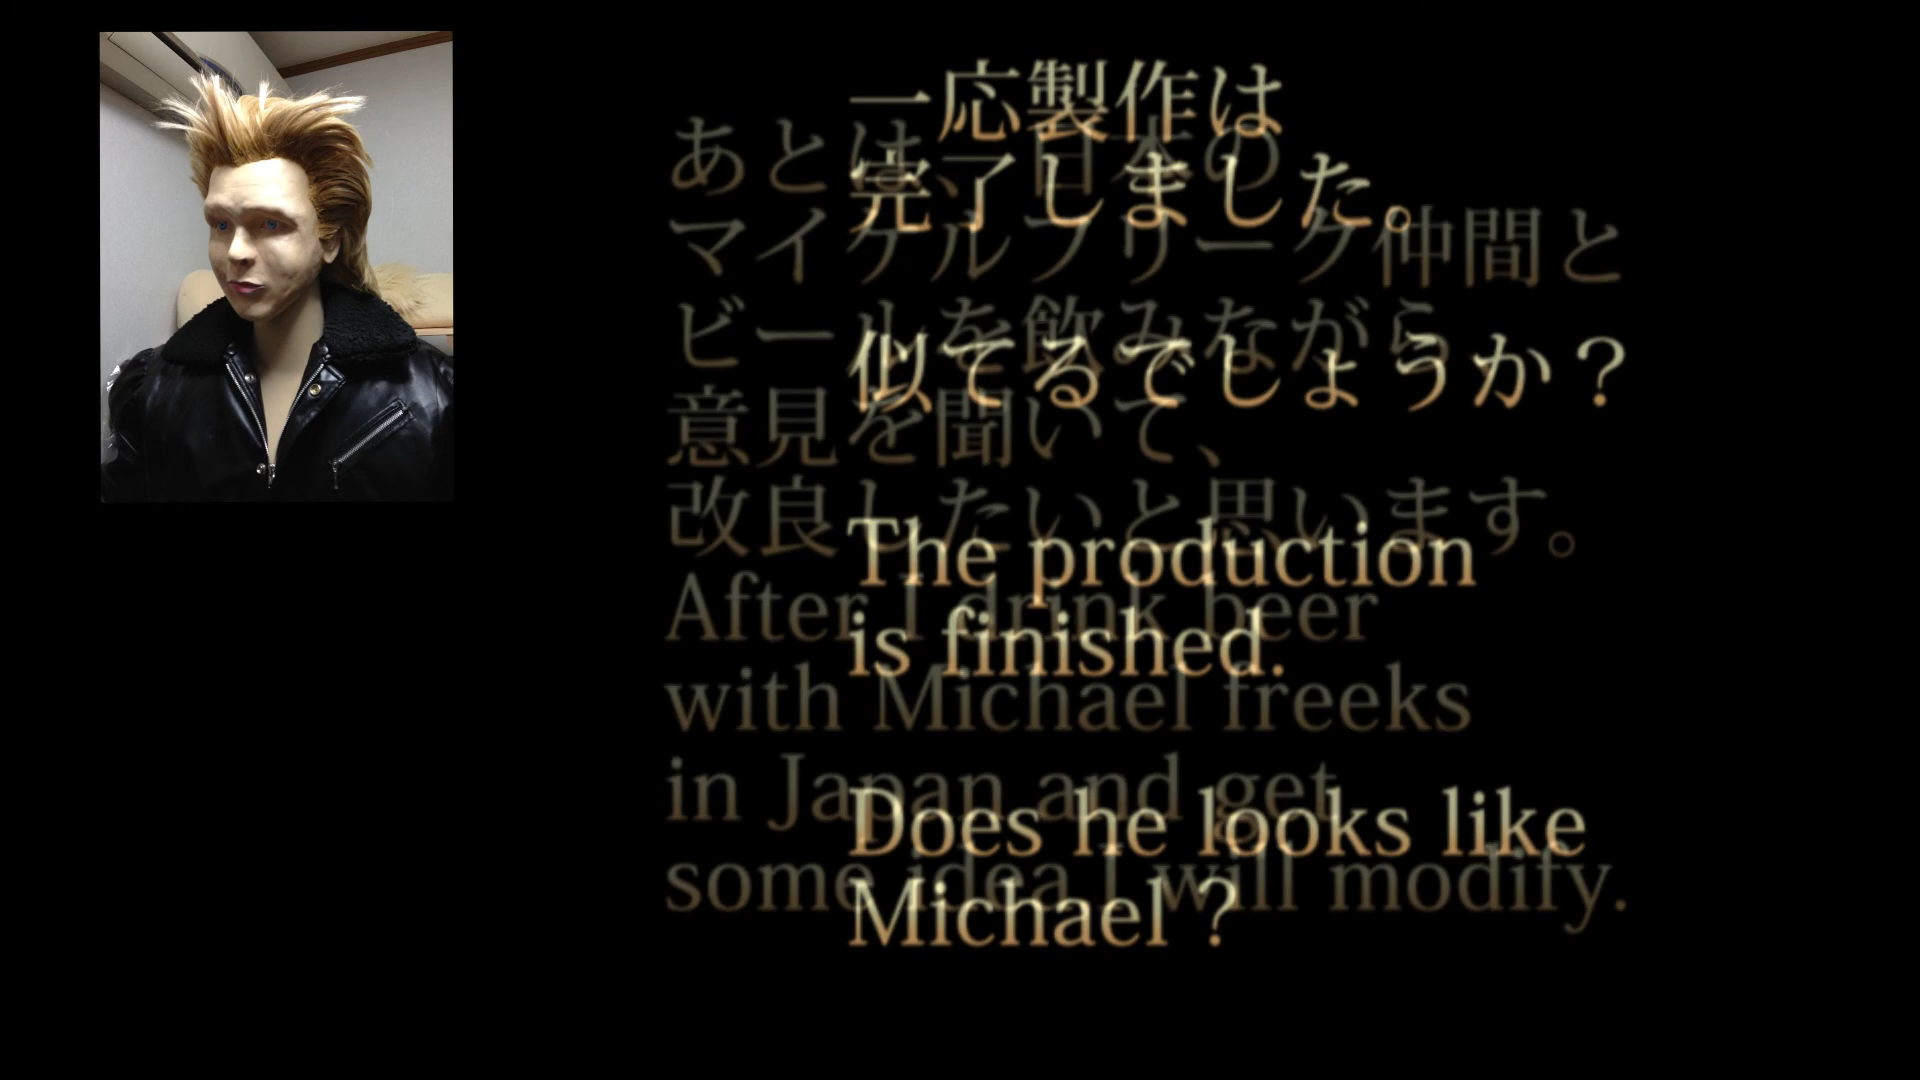 一応製作は
完了しました。
似てるでしょうか？
The production
is finished.
Does he looks like
Michael ?
あとは、日本の
マイケルフリーク仲間と
ビールを飲みながら
意見を聞いて、
改良したいと思います。
After I drink beer
with Michael freeks
in Japan and get
some idea I will modify.